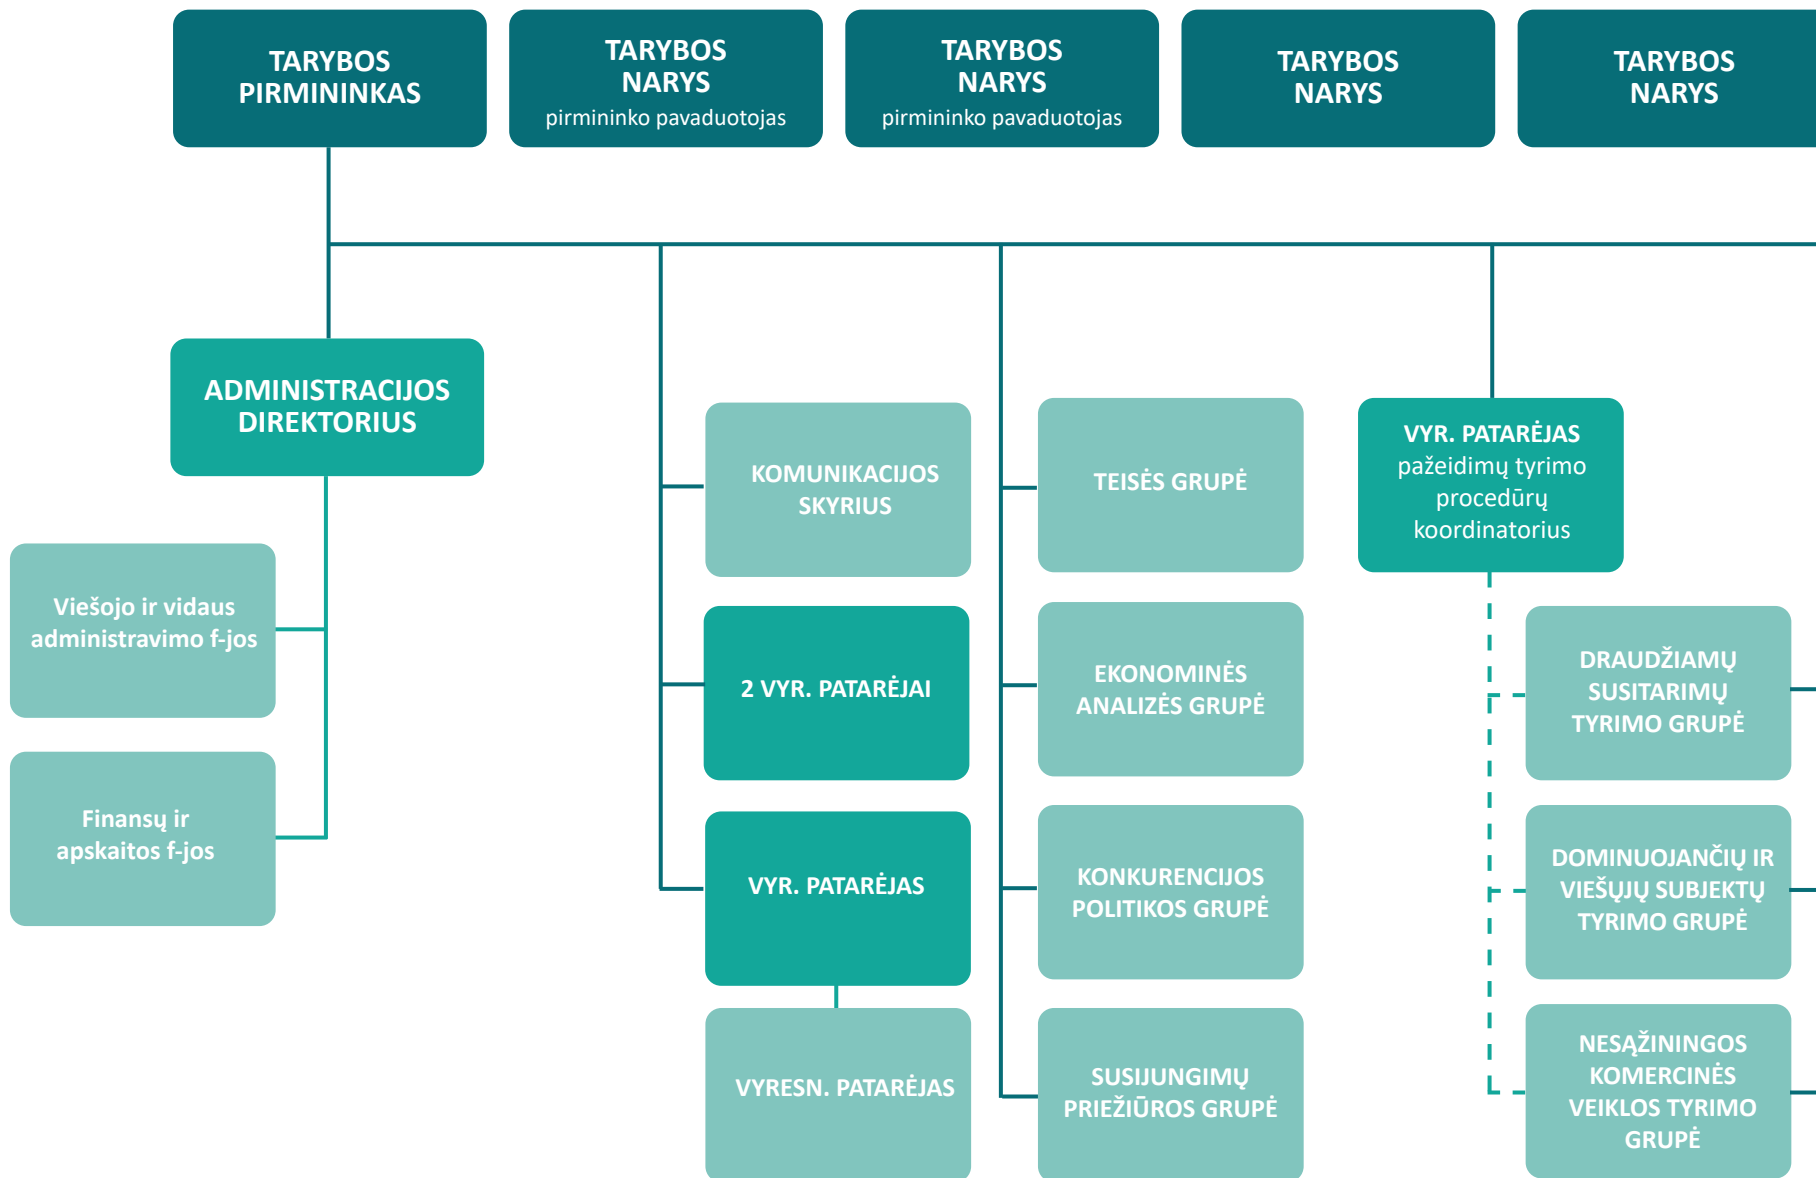 TARYBOS
PIRMININKAS
TARYBOS
NARYS
pirmininko pavaduotojas
TARYBOS
NARYS
pirmininko pavaduotojas
TARYBOS
NARYS
TARYBOS
NARYS
ADMINISTRACIJOS
DIREKTORIUS
Viešojo ir vidaus
administravimo f-jos
Finansų ir
apskaitos f-jos
KOMUNIKACIJOS
SKYRIUS
2 VYR. PATARĖJAI
VYR. PATARĖJAS
VYRESN. PATARĖJAS
TEISĖS GRUPĖ
EKONOMINĖS
ANALIZĖS GRUPĖ
KONKURENCIJOS
POLITIKOS GRUPĖ
SUSIJUNGIMŲ
PRIEŽIŪROS GRUPĖ
VYR. PATARĖJAS
pažeidimų tyrimo
procedūrų
koordinatorius
DRAUDŽIAMŲ
SUSITARIMŲ
TYRIMO GRUPĖ
DOMINUOJANČIŲ IR
VIEŠŲJŲ SUBJEKTŲ
TYRIMO GRUPĖ
NESĄŽININGOS
KOMERCINĖS
VEIKLOS TYRIMO
GRUPĖ